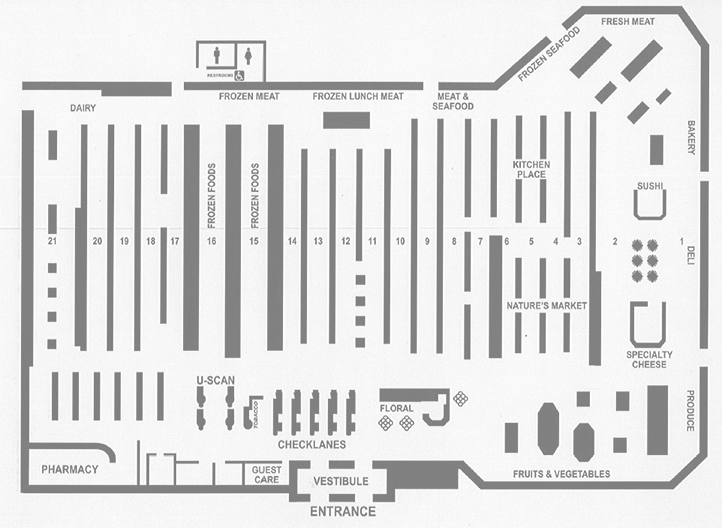 FRESH MEAT
FROZEN SEAFOOD
RESTROOMS
FROZEN MEAT
FROZEN LUNCH MEAT
MEAT &
SEAFOOD
DAIRY
BAKERY
KITCHEN
PLACE
FROZEN FOODS
FROZEN FOODS
SUSHI
21 20 19 18 17 16 15 14 13 12 11 10 9 9 8 7 6 5 4 3 2 1
DELI
NATURE'S MARKET
SPECIALTY
CHEESE
U-SCAN
TOBACCO
FLORAL
PRODUCE
CHECKLANES
PHARMACY
GUEST
CARE
VESTIBULE
FRUITS & VEGETABLES
ENTRANCE